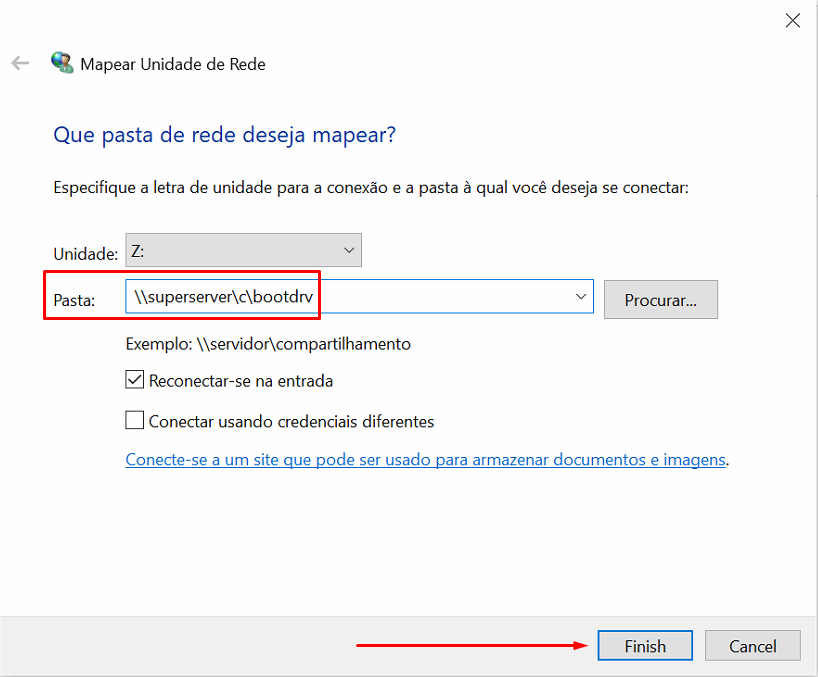 Mapear Unidade de Rede
Que pasta de rede deseja mapear?
Especifique a letra de unidade para a conexão e a pasta à qual você deseja se conectar:
Unidade: Z:
Pasta: \\superserver\c\bootdrv Procurar...
Exemplo: \\servidor\compartilhamento
Reconectar-se na entrada
Conectar usando credenciais diferentes
Conecte-se a um site que pode ser usado para armazenar documentos e imagens.
Finish Cancel